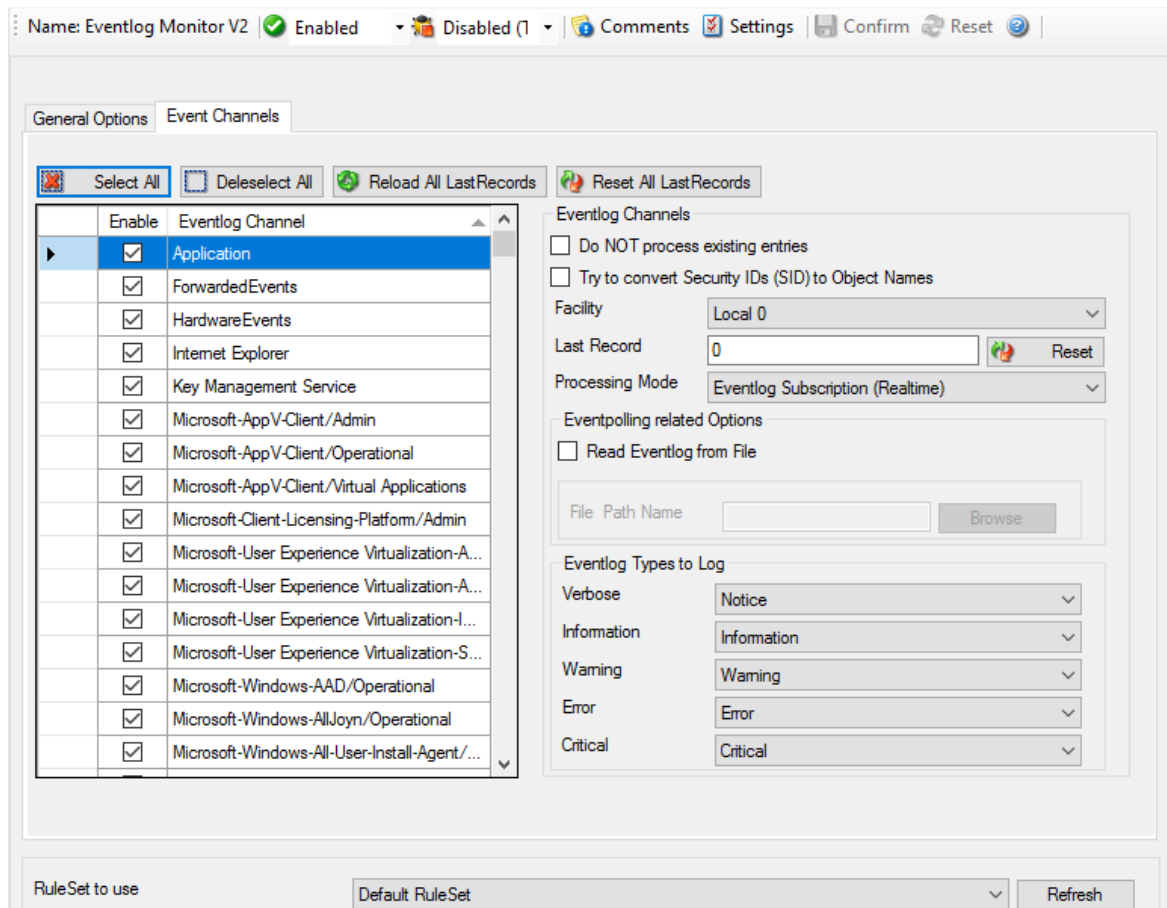 Name: Eventlog Monitor V2 Enabled Disabled (T Comments Settings Confirm Reset
General Options Event Channels
Select All Deleselect All Reload All LastRecords Reset All LastRecords
Enable Eventlog Channel
Application
ForwardedEvents
HardwareEvents
Internet Explorer
Key Management Service
Microsoft-AppV-Client/Admin
Microsoft-AppV-Client/Operational
Microsoft-AppV-Client/Virtual Applications
Microsoft-Client-Licensing-Platform/Admin
Microsoft-User Experience Virtualization-A...
Microsoft-User Experience Virtualization-A...
Microsoft-User Experience Virtualization-I...
Microsoft-User Experience Virtualization-S...
Microsoft-Windows-AAD/Operational
Microsoft-Windows-AllJoyn/Operational
Microsoft-Windows-All-User-Install-Agent/...
Eventlog Channels
Do NOT process existing entries
Try to convert Security IDs (SID) to Object Names
Facility Local 0
Last Record 0 Reset
Processing Mode Eventlog Subscription (Realtime)
Eventpolling related Options
Read Eventlog from File
File Path Name Browse
Eventlog Types to Log
Verbose Notice
Information Information
Warning Warning
Error Error
Critical Critical
RuleSet to use Default RuleSet Refresh